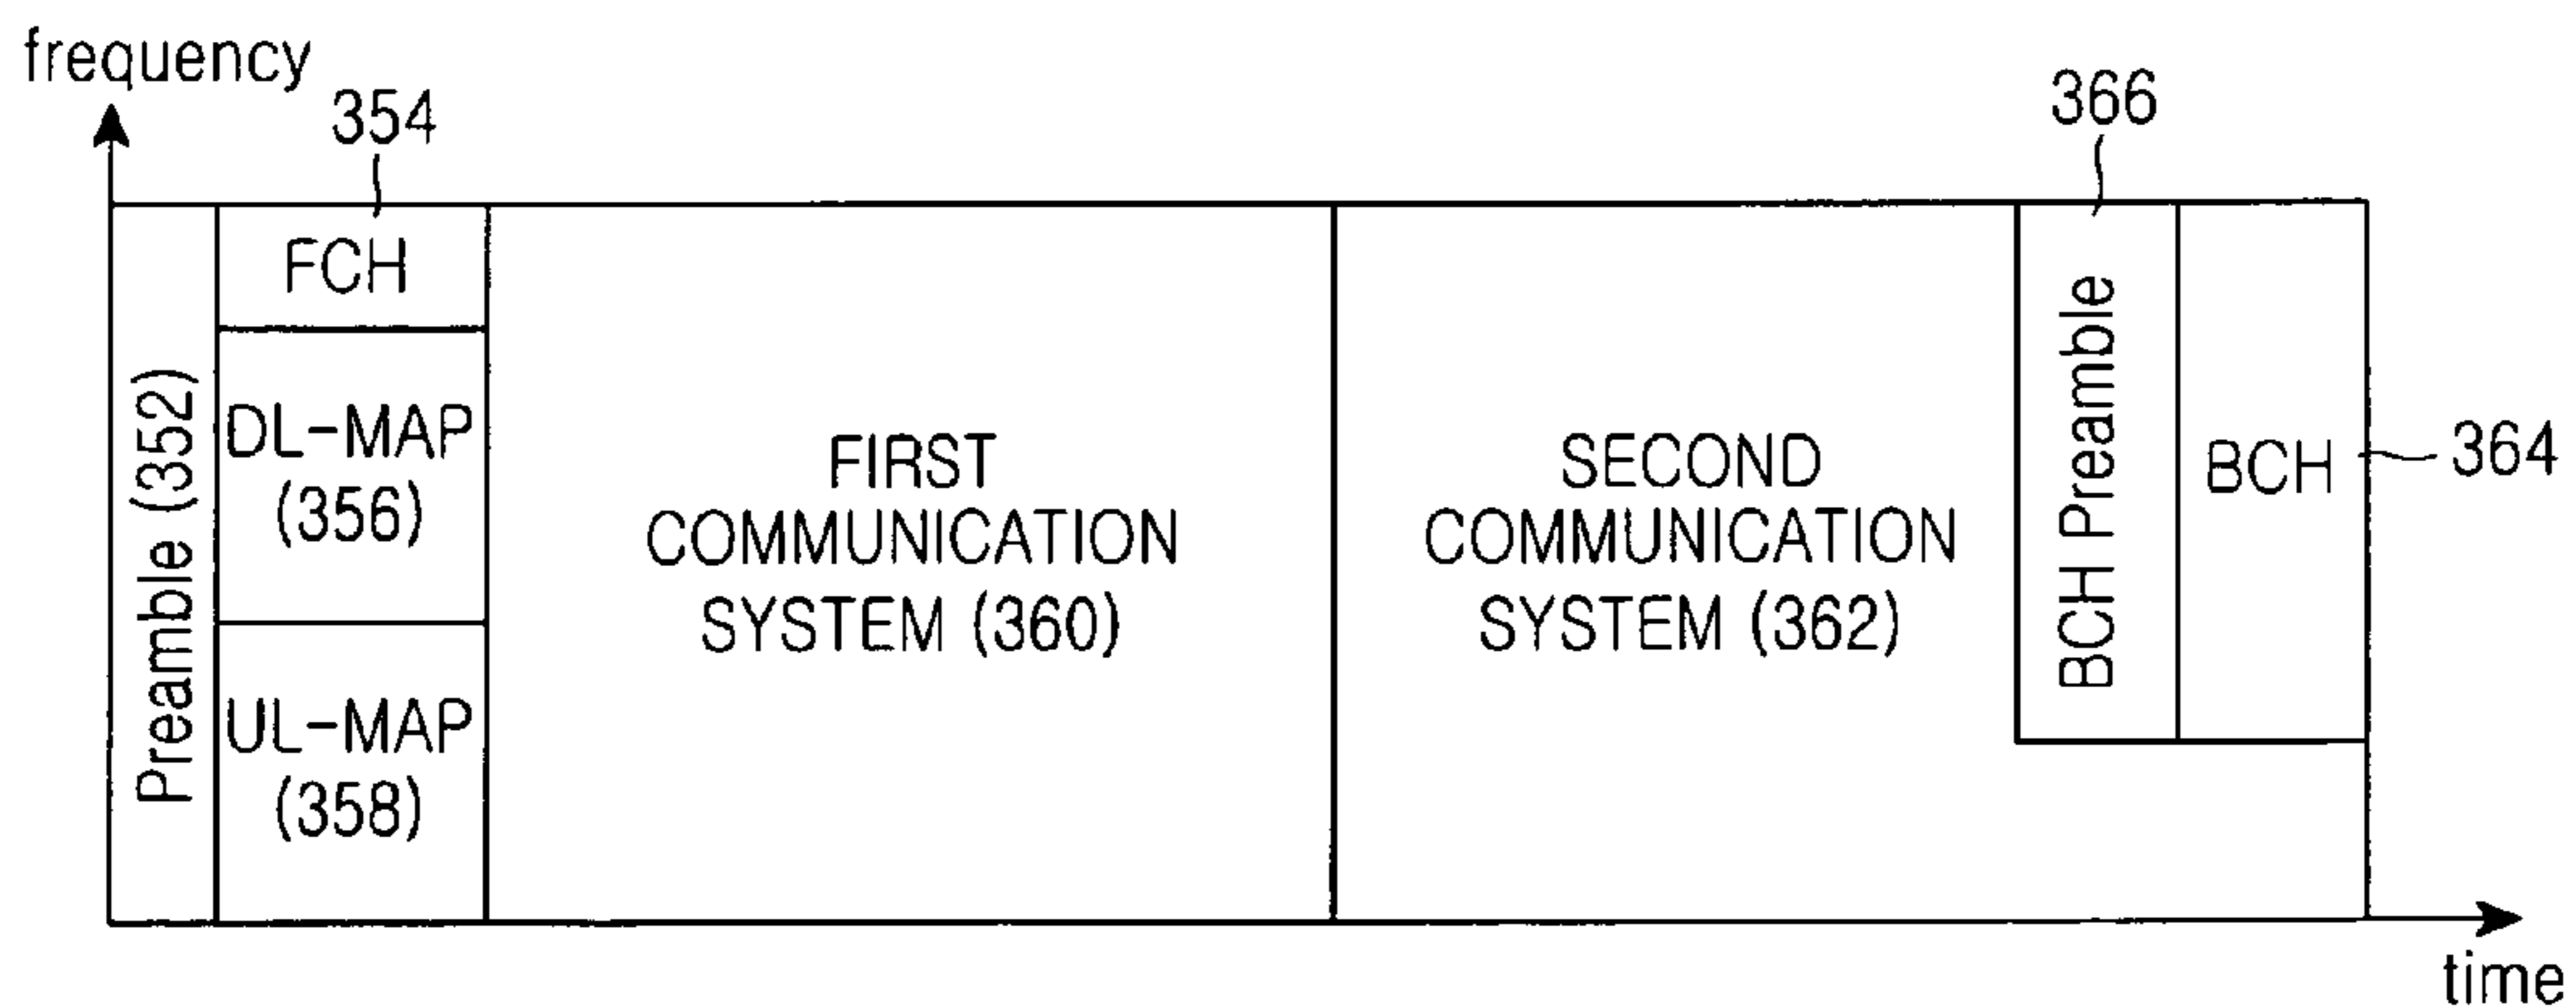 frequency
354
366
FCH
Preamble (352)
DL-MAP
(356)
UL-MAP
(358)
FIRST
COMMUNICATION
SYSTEM (360)
SECOND
COMMUNICATION
SYSTEM (362)
BCH Preamble
BCH
364
time